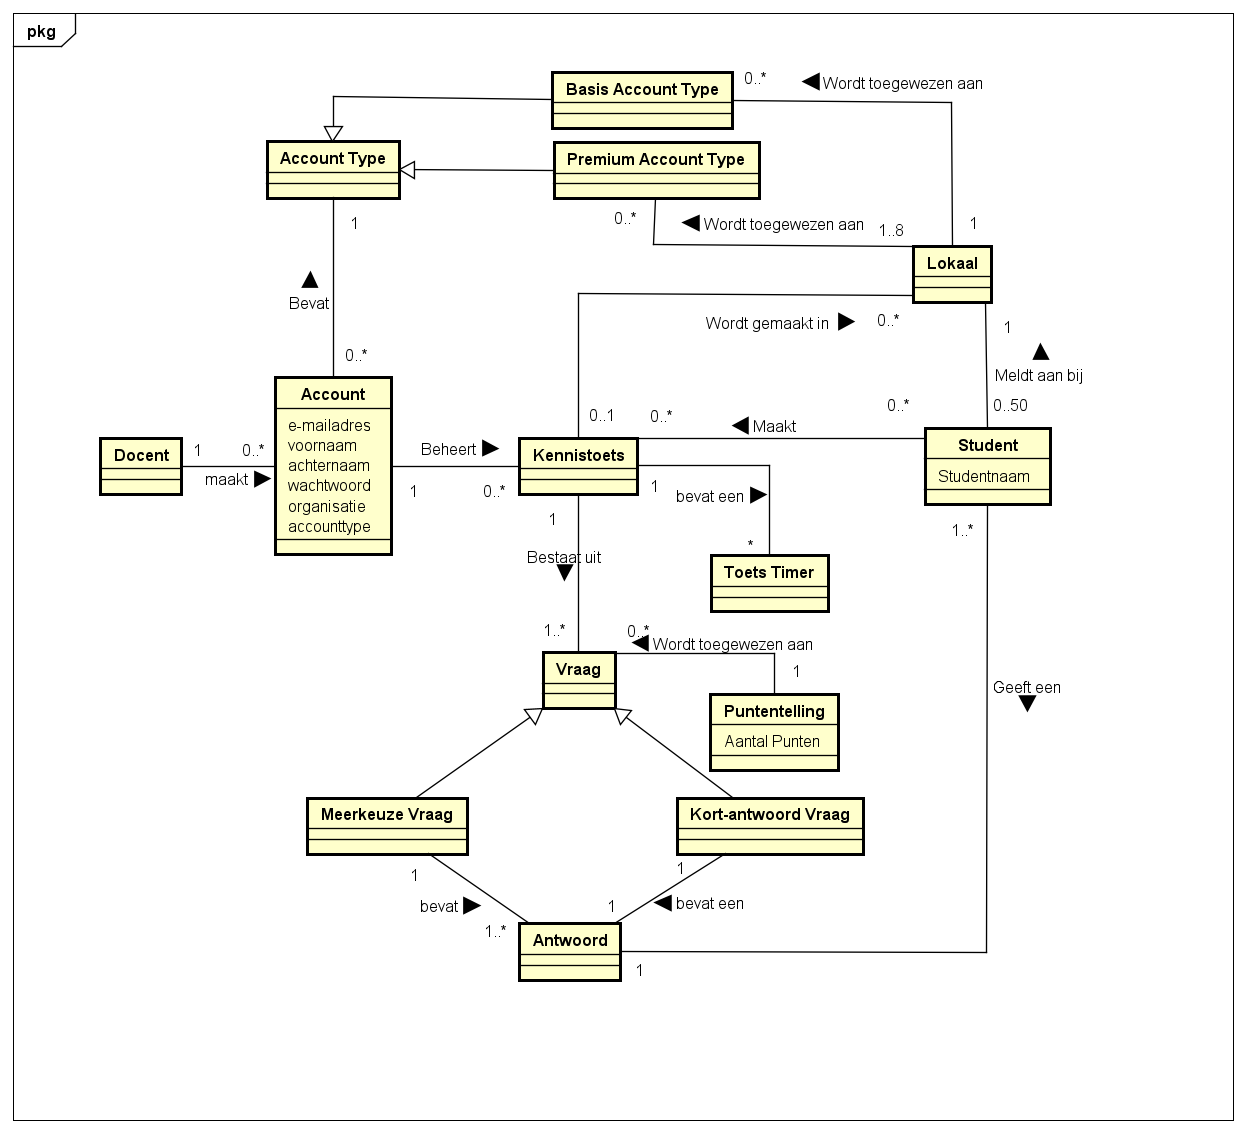 pkg
Basis Account Type
0..*
Wordt toegewezen aan
Account Type
Premium Account Type
1
0..*
Wordt toegewezen aan
1..8
1
Lokaal
Bevat
Wordt gemaakt in
0..*
1
0..*
Meldt aan bij
Account
e-mailadres
voornaam
achternaam
wachtwoord
organisatie
accounttype
0..1
0..*
Maakt
0..*
0..50
Docent
1
0..*
maakt
Beheert
1
0..*
Kennistoets
Student
Studentnaam
1
bevat een
1
*
1..*
Bestaat uit
Toets Timer
1..*
0..*
Wordt toegewezen aan
Vraag
1
Geeft een
Puntentelling
Aantal Punten
Meerkeuze Vraag
Kort-antwoord Vraag
1
1
bevat
1
bevat een
1..*
Antwoord
1